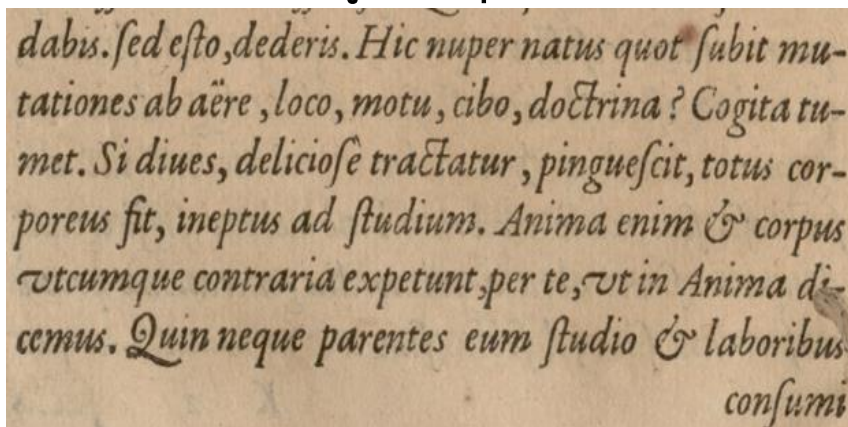 dabis. ſed eſto, dederis. Hic nuper natus quot ſubit mu-
tationes ab aëre, loco, motu, cibo, doctrina? Cogita tu-
met. Si diues, delicioſè tractatur, pingueſcit, totus cor-
poreus fit, ineptus ad ſtudium. Anima enim & corpus
vtcumque contraria expetunt, per te, vt in Anima di-
cemus. Quin neque parentes eum ſtudio & laboribus
conſumi